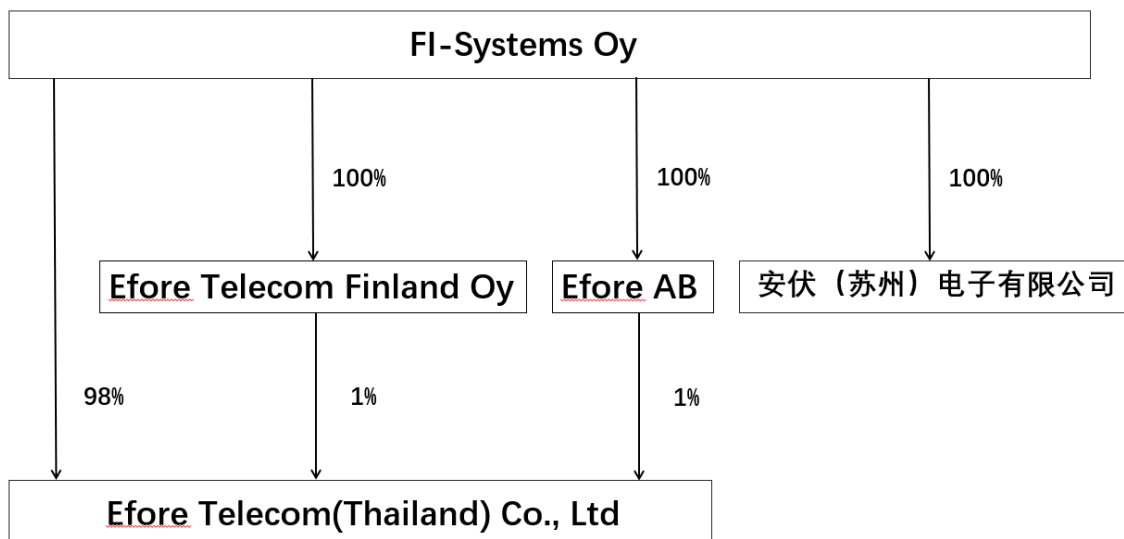 FI-Systems Oy
100%
100%
100%
Efore Telecom Finland Oy
Efore AB
安伏（苏州）电子有限公司
98%
1%
1%
Efore Telecom(Thailand) Co., Ltd